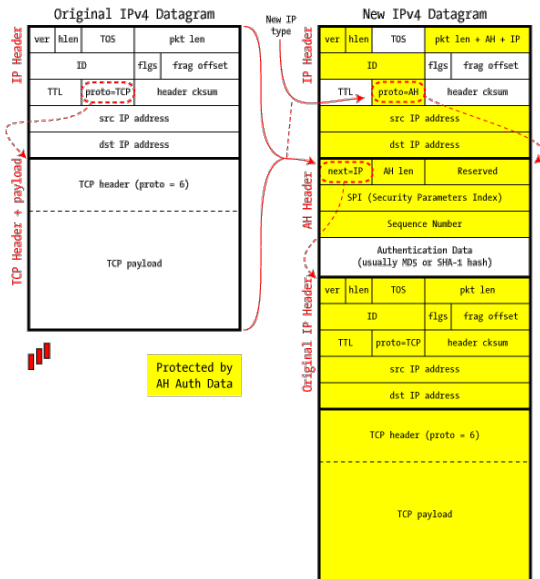 Original IPv4 Datagram
IP Header
ver hlen TOS pkt len
ID flgs frag offset
TTL proto=TCP header cksum
src IP address
dst IP address
TCP Header + payload
TCP header (proto = 6)
TCP payload
Protected by
AH Auth Data
New IP
type
New IPv4 Datagram
IP Header
ver hlen TOS pkt len + AH + IP
ID flgs frag offset
TTL proto=AH header cksum
src IP address
dst IP address
AH Header
next=IP AH len Reserved
SPI (Security Parameters Index)
Sequence Number
Authentication Data
(usually MD5 or SHA-1 hash)
Original IP Header
ver hlen TOS pkt len
ID flgs frag offset
TTL proto=TCP header cksum
src IP address
dst IP address
TCP header (proto = 6)
TCP payload